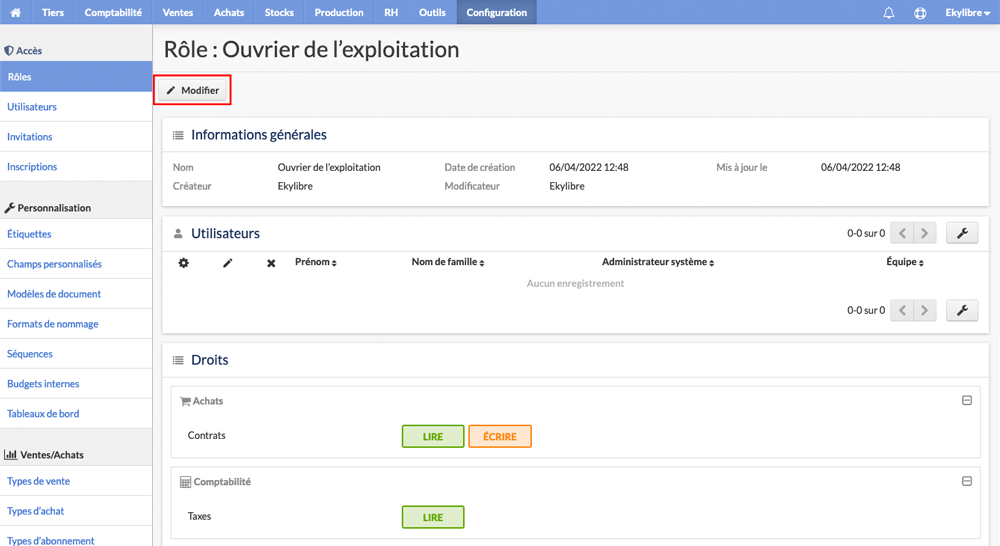 Tiers Comptabilité Ventes Achats Stocks Production RH Outils Configuration Ekylibre
Accès
Rôles
Utilisateurs
Invitations
Inscriptions
Personnalisation
Étiquettes
Champs personnalisés
Modèles de document
Formats de nommage
Séquences
Budgets internes
Tableaux de bord
Ventes/Achats
Types de vente
Types d’achat
Types d’abonnement
Rôle : Ouvrier de l’exploitation
Modifier
Informations générales
Nom Ouvrier de l’exploitation Date de création 06/04/2022 12:48 Mis à jour le 06/04/2022 12:48
Créateur Ekylibre Modificateur Ekylibre
Utilisateurs 0-0 sur 0
Prénom Nom de famille Administrateur système Équipe
Aucun enregistrement
0-0 sur 0
Droits
Achats
Contrats LIRE ÉCRIRE
Comptabilité
Taxes LIRE